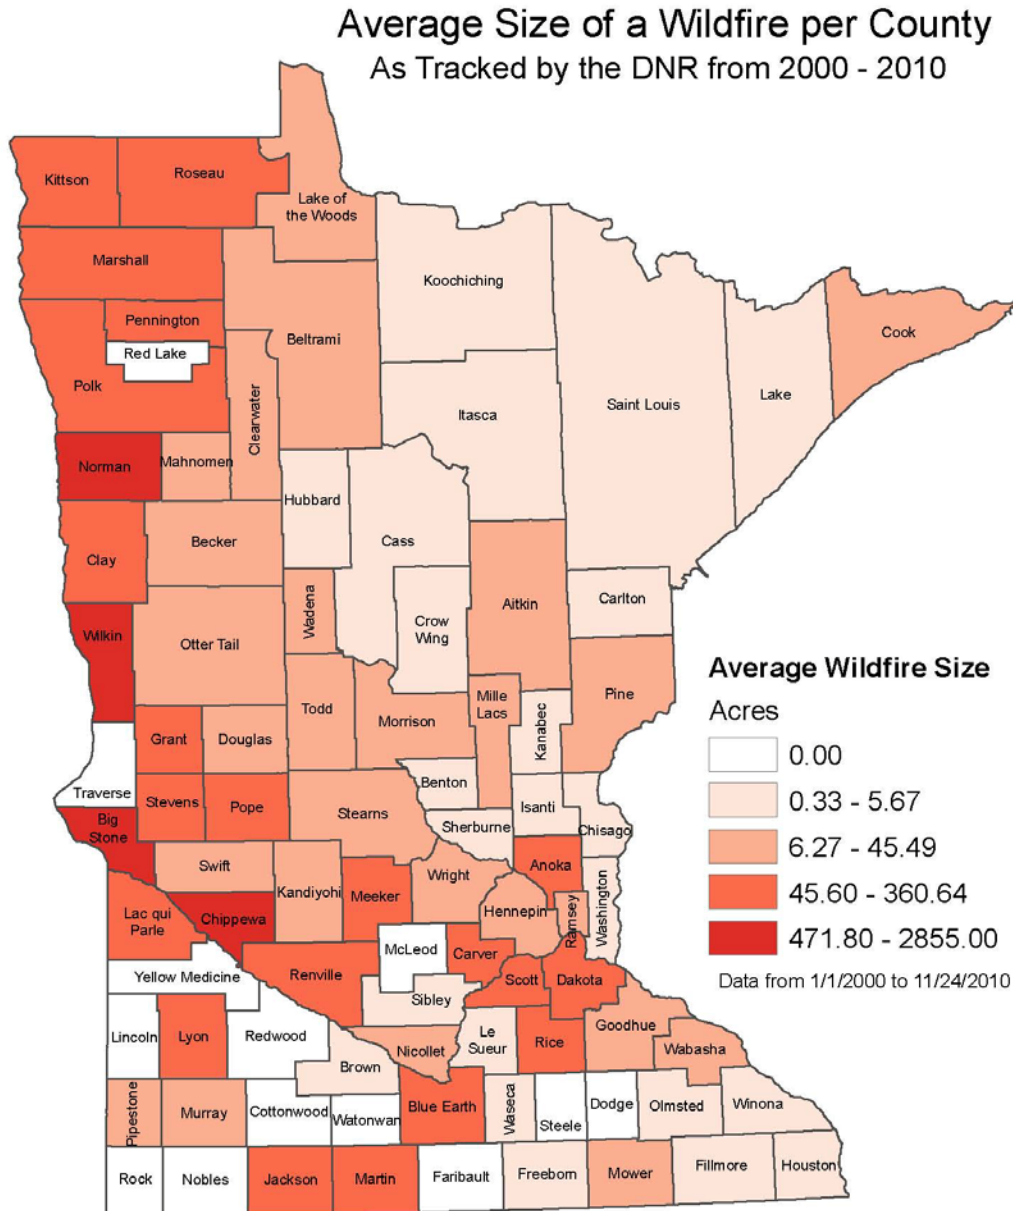 Average Size of a Wildfire per County
As Tracked by the DNR from 2000 - 2010
Kittson
Roseau
Lake of
the Woods
Marshall
Koochiching
Pennington
Beltrami
Cook
Red Lake
Polk
Clearwater
Itasca
Saint Louis
Lake
Norman
Mahnomen
Hubbard
Becker
Cass
Clay
Wadena
Aitkin
Carlton
Crow
Wing
Wilkin
Otter Tail
Todd
Morrison
Mille
Lacs
Kanabec
Pine
Grant
Douglas
Traverse
Stevens
Pope
Stearns
Benton
Isanti
Sherburne
Chisago
Big
Stone
Swift
Kandiyohi
Meeker
Wright
Anoka
Hennepin
Ramsey
Washington
Lac qui
Parle
Chippewa
McLeod
Carver
Scott
Dakota
Yellow Medicine
Renville
Sibley
Lincoln
Lyon
Redwood
Nicollet
Le
Sueur
Rice
Goodhue
Wabasha
Brown
Pipestone
Murray
Cottonwood
Watonwan
Blue Earth
Waseca
Steele
Dodge
Olmsted
Winona
Rock
Nobles
Jackson
Martin
Faribault
Freeborn
Mower
Fillmore
Houston
Average Wildfire Size
Acres
0.00
0.33 - 5.67
6.27 - 45.49
45.60 - 360.64
471.80 - 2855.00
Data from 1/1/2000 to 11/24/2010